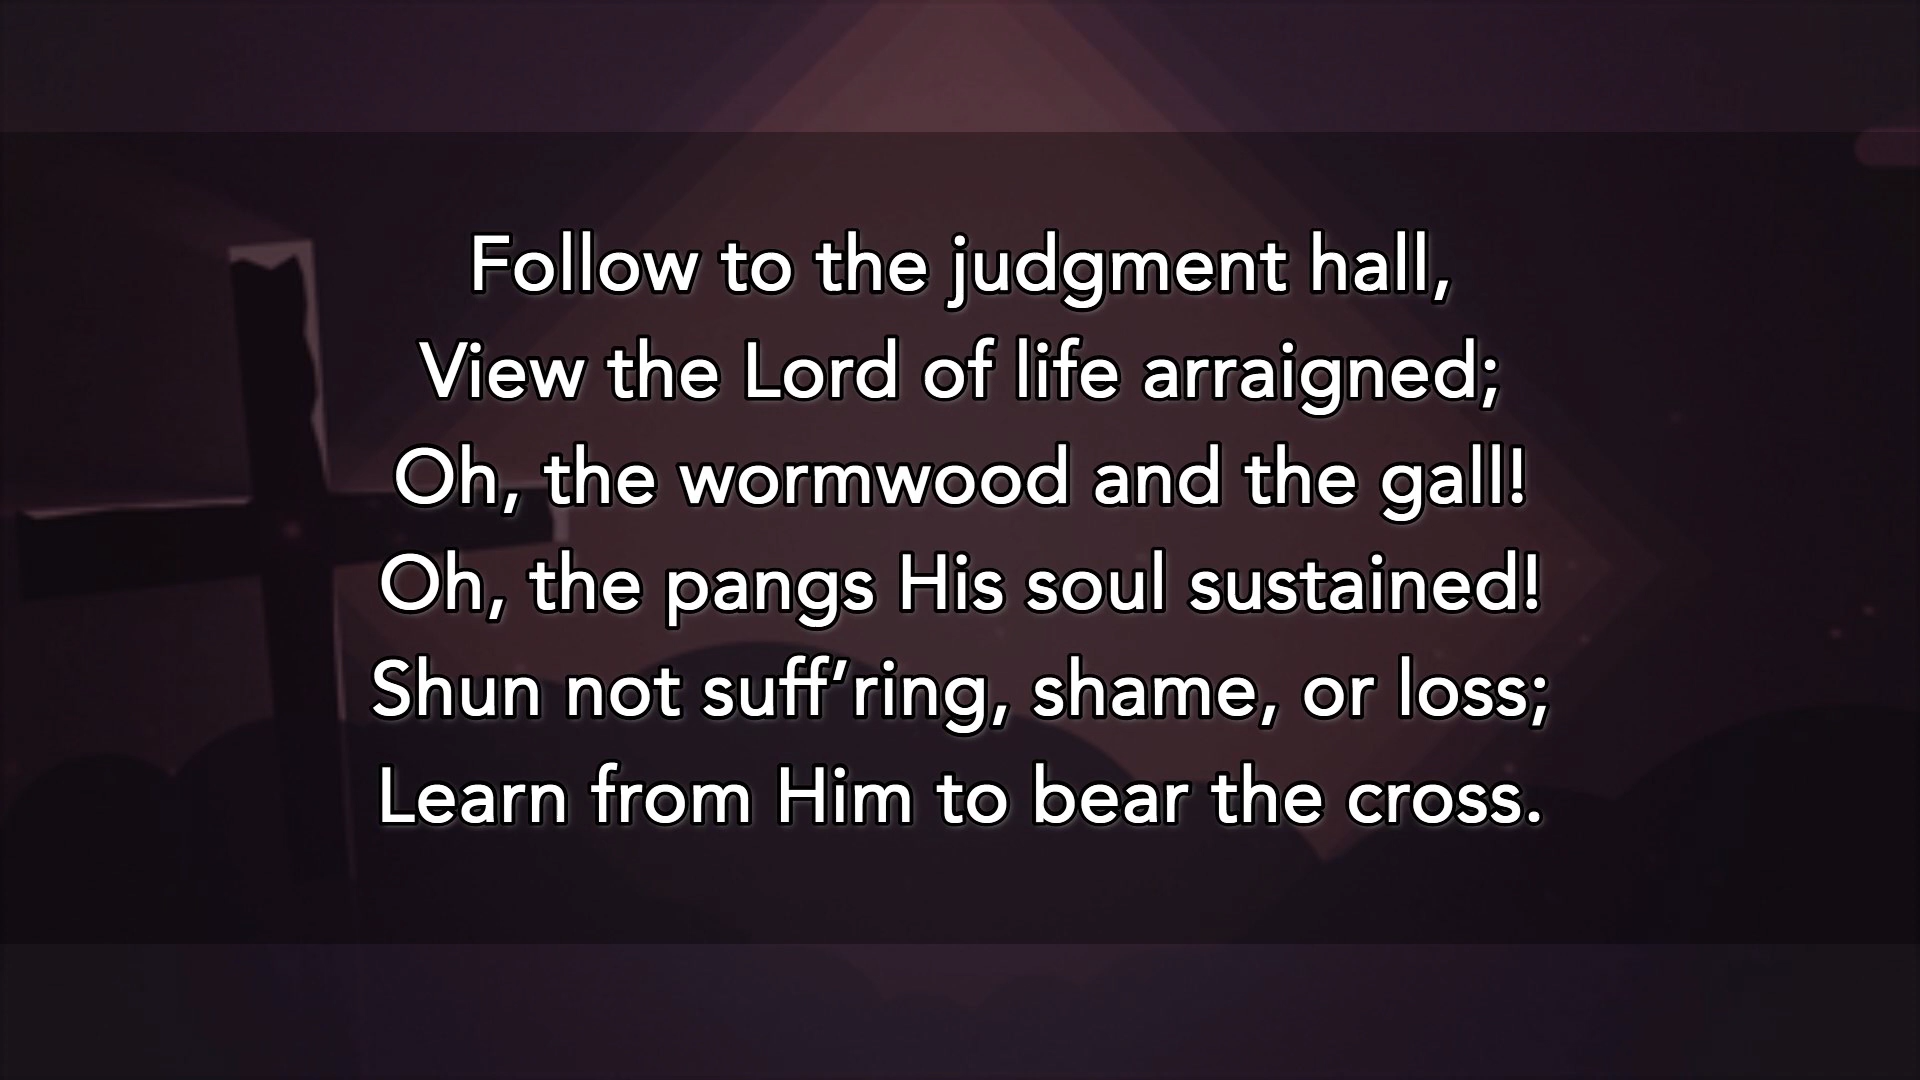 Follow to the judgment hall,
View the Lord of life arraigned;
Oh, the wormwood and the gall!
Oh, the pangs His soul sustained!
Shun not suff’ring, shame, or loss;
Learn from Him to bear the cross.